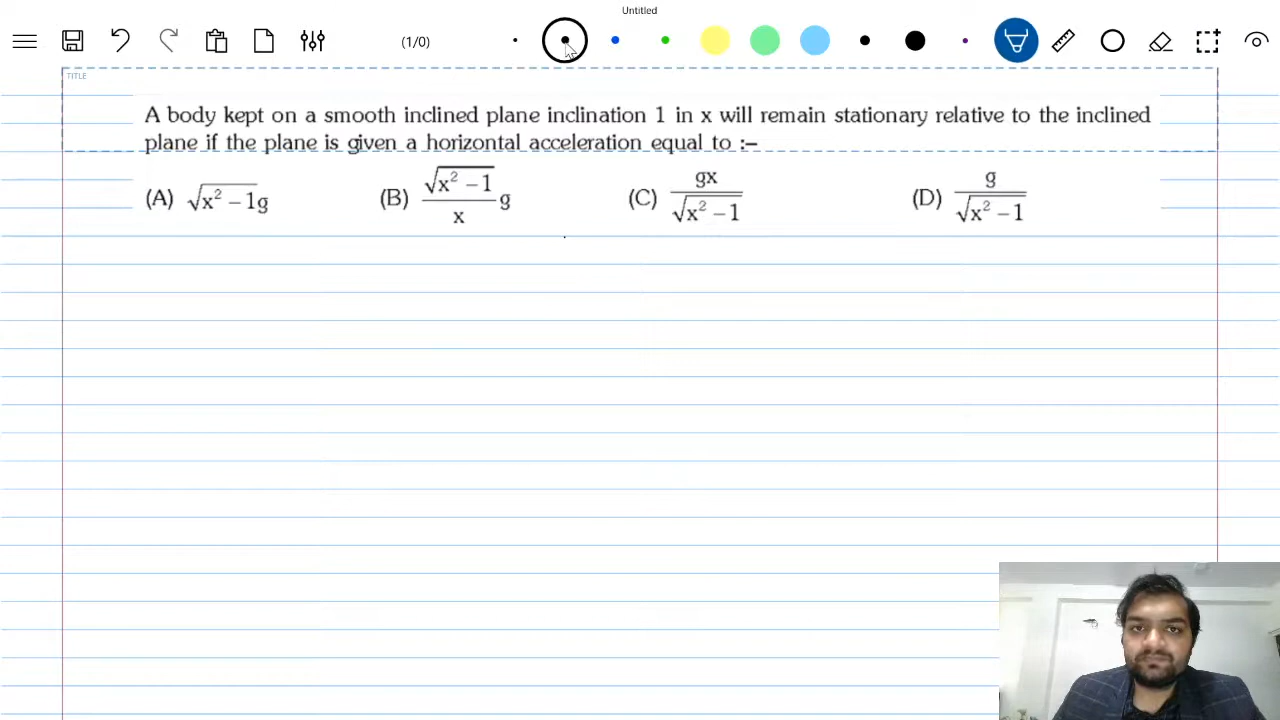 Untitled
(1/0)
TITLE
A body kept on a smooth inclined plane inclination 1 in x will remain stationary relative to the inclined
plane if the plane is given a horizontal acceleration equal to :–
(A) √(x² – 1)g (B) √(x² – 1)/x g (C) gx/√(x² – 1) (D) g/√(x² – 1)